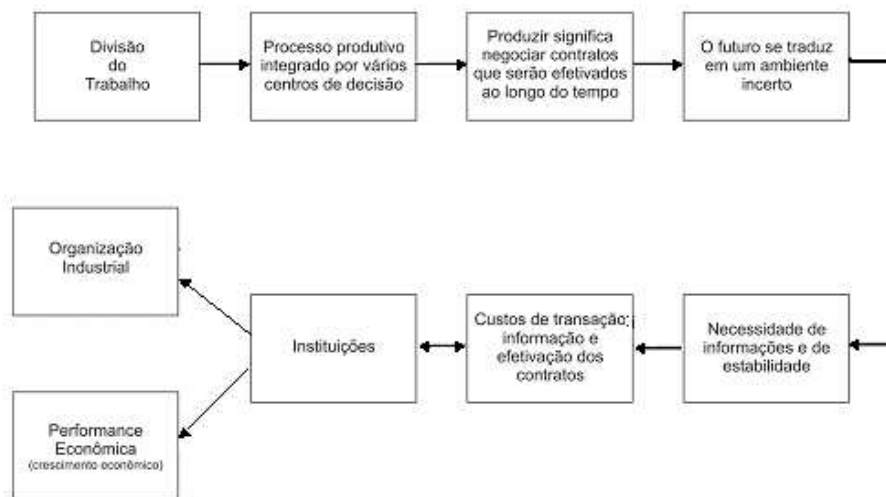 Divisão
do
Trabalho
Processo produtivo
integrado por vários
centros de decisão
Produzir significa
negociar contratos
que serão efetivados
ao longo do tempo
O futuro se traduz
em um ambiente
incerto
Organização
Industrial
Instituições
Custos de transação:
informação e
efetivação dos
contratos
Necessidade de
informações e de
estabilidade
Performance
Econômica
(crescimento econômico)